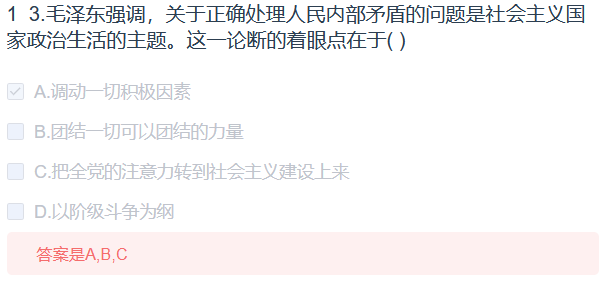 1 3.毛泽东强调，关于正确处理人民内部矛盾的问题是社会主义国
家政治生活的主题。这一论断的着眼点在于( )
A.调动一切积极因素
B.团结一切可以团结的力量
C.把全党的注意力转到社会主义建设上来
D.以阶级斗争为纲
答案是A,B,C